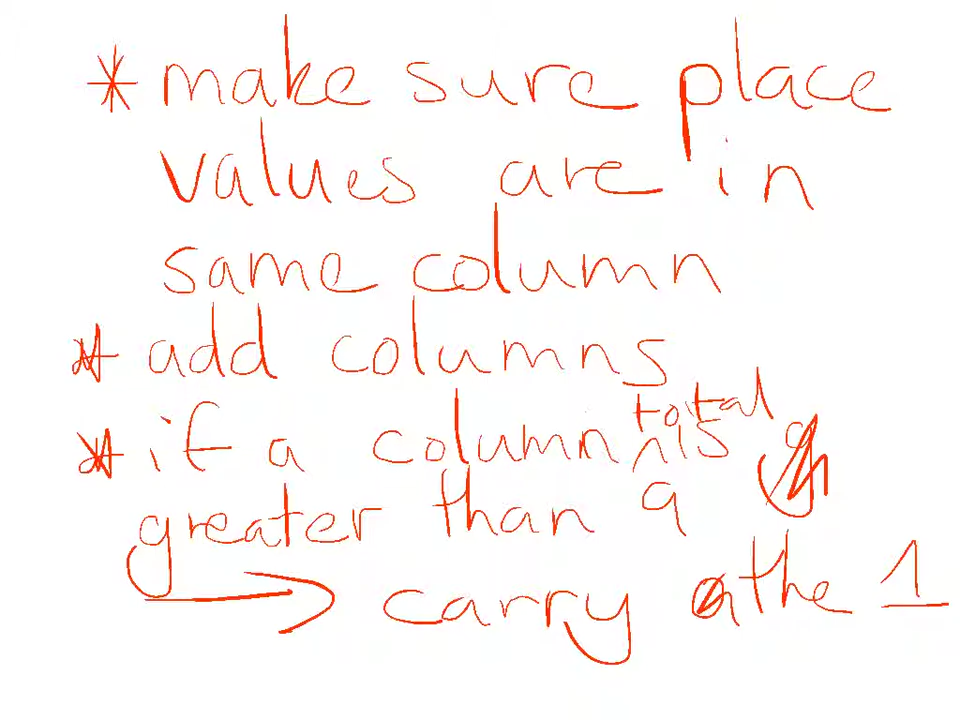 * make sure place
values are in
same column
* add columns
* if a column total is
greater than 9
→ carry the 1